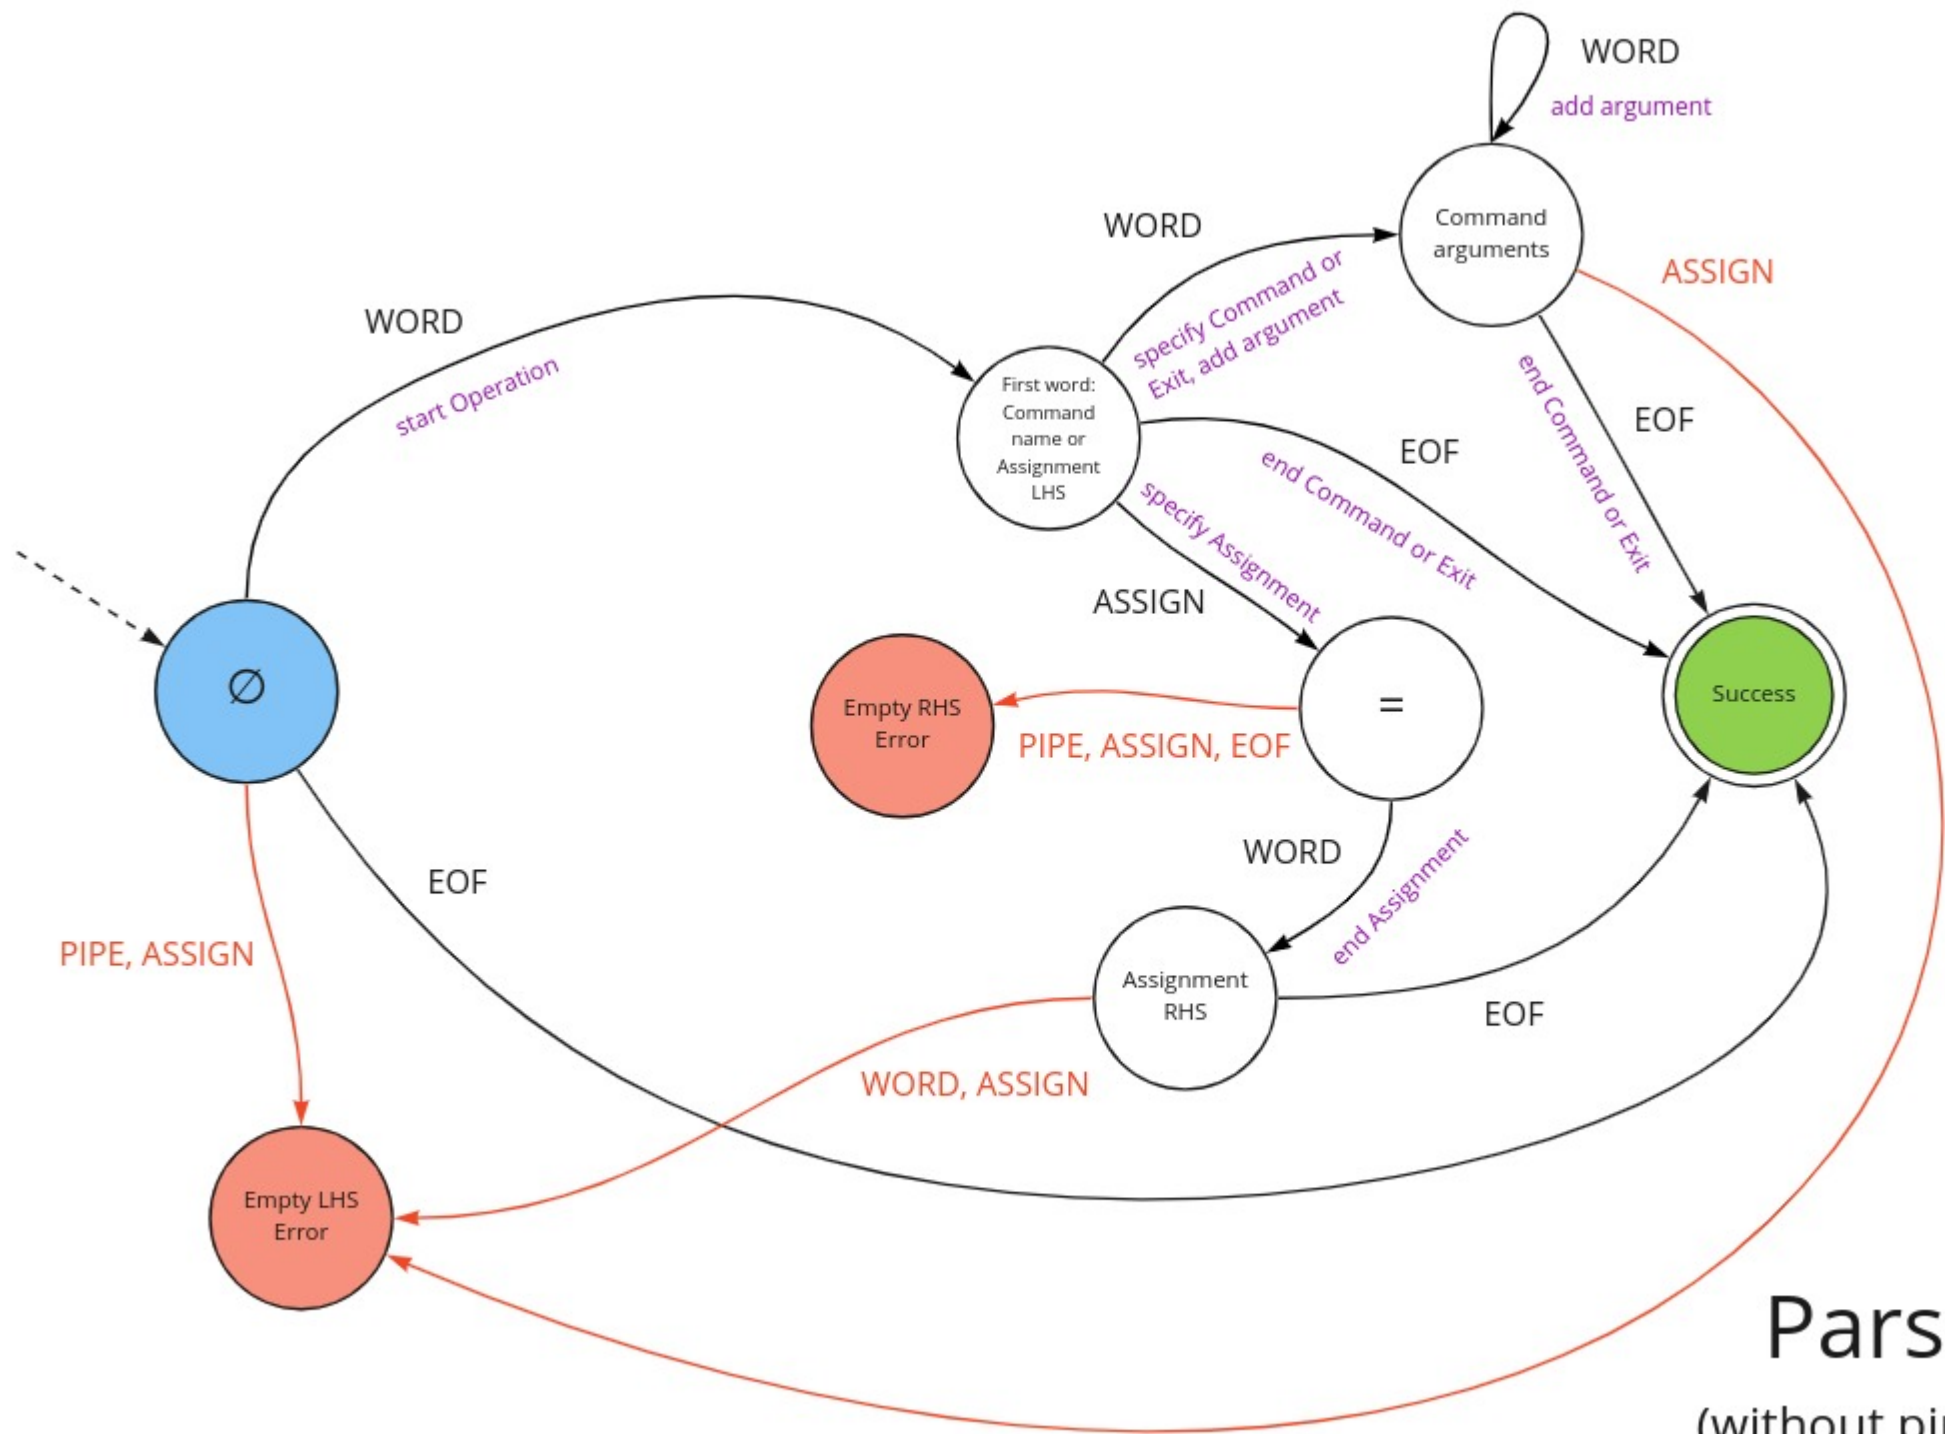 WORD
add argument
WORD
Command
arguments
specify Command or
Exit, add argument
ASSIGN
WORD
start Operation
First word:
Command
name or
Assignment
LHS
EOF
end Command or Exit
EOF
end Command or Exit
specify Assignment
ASSIGN
∅
Empty RHS
Error
PIPE, ASSIGN, EOF
=
Success
WORD
end Assignment
EOF
PIPE, ASSIGN
Assignment
RHS
EOF
WORD, ASSIGN
Empty LHS
Error
Pars
(without pi